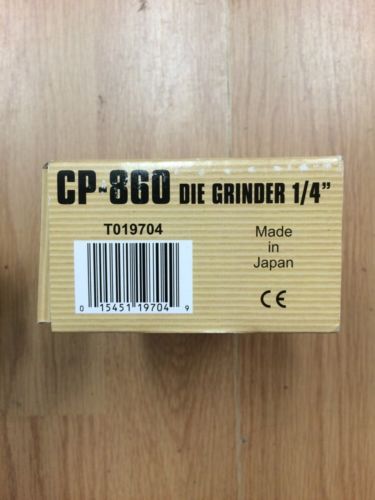 CP-860 DIE GRINDER 1/4"
T019704
Made
in
Japan
0 15451 19704 9
CE